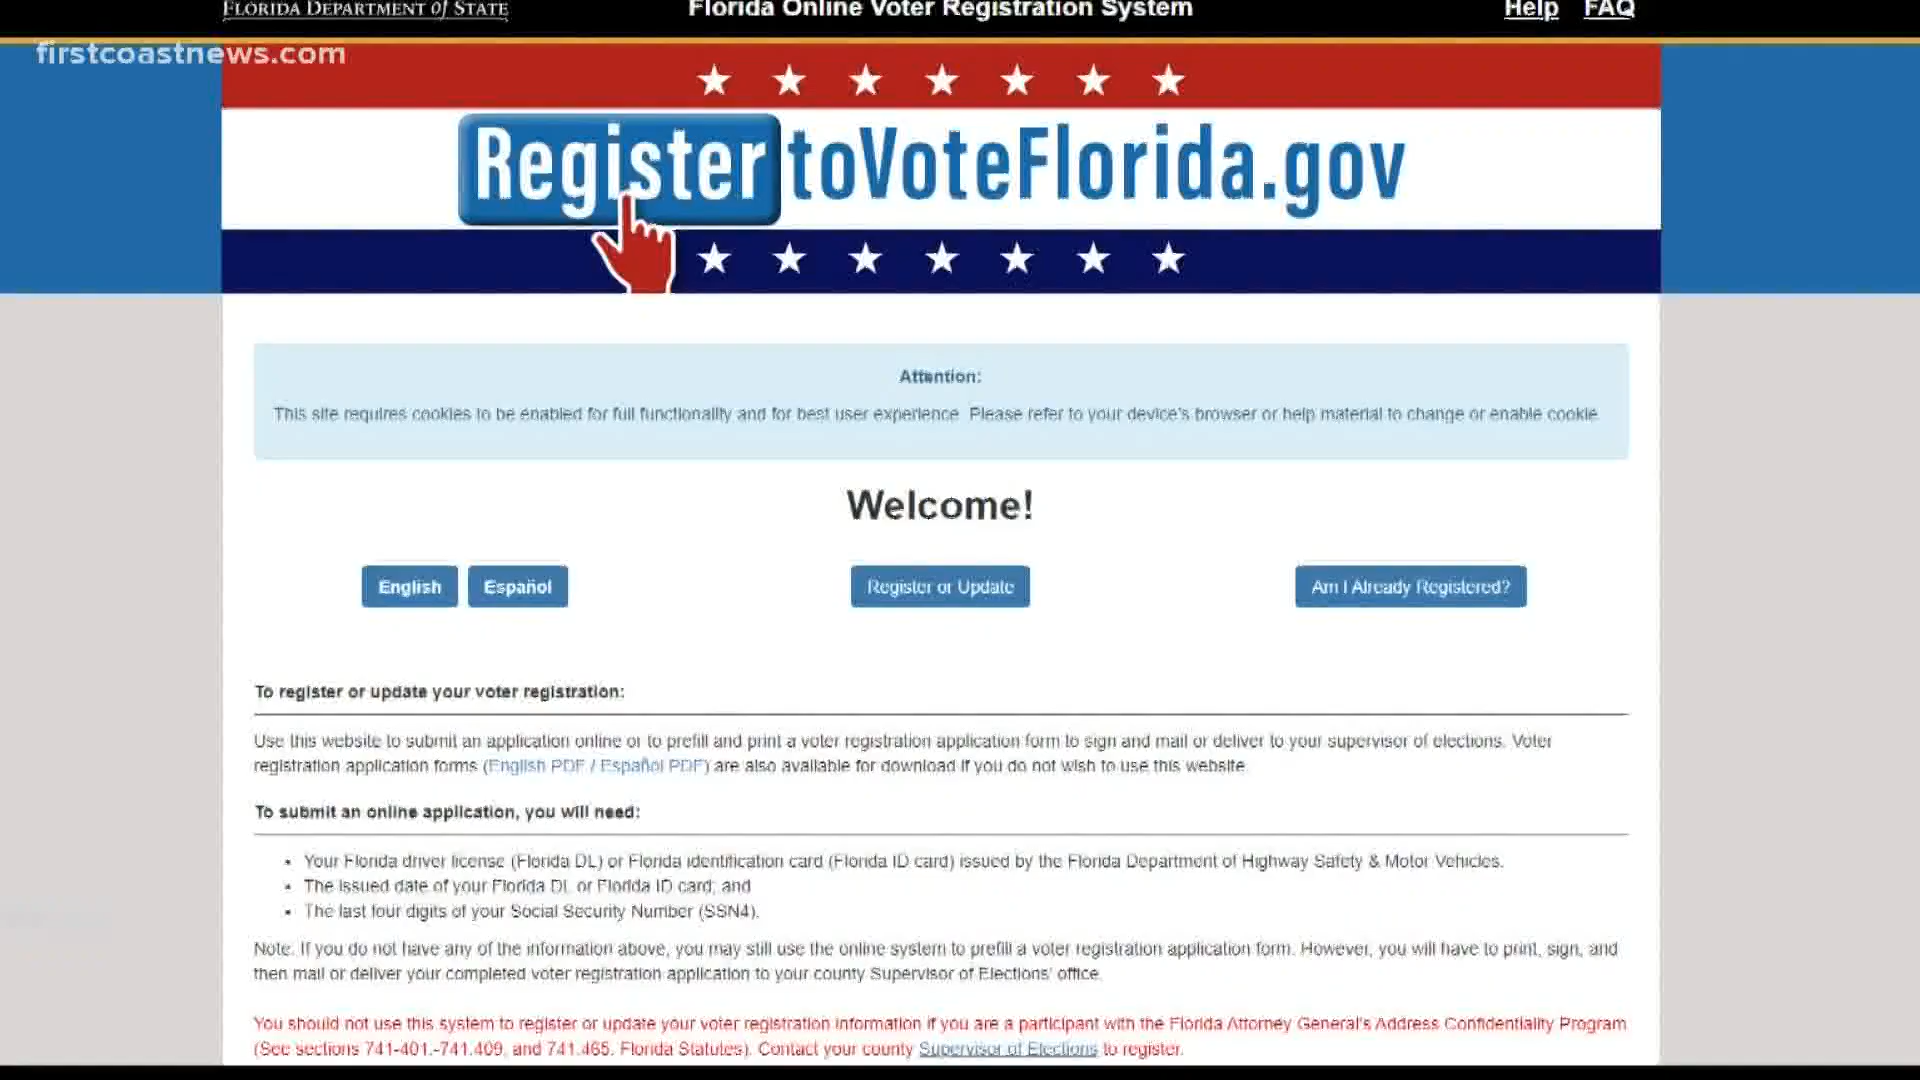 FLORIDA DEPARTMENT of STATE
Florida Online Voter Registration System
Help FAQ
firstcoastnews.com
RegistertoVoteFlorida.gov
Attention:
This site requires cookies to be enabled for full functionality and for best user experience. Please refer to your device's browser or help material to change or enable cookie
Welcome!
English Español Register or Update Am I Already Registered?
To register or update your voter registration:
Use this website to submit an application online or to prefill and print a voter registration application form to sign and mail or deliver to your supervisor of elections. Voter
registration application forms (English PDF / Español PDF) are also available for download if you do not wish to use this website.
To submit an online application, you will need:
• Your Florida driver license (Florida DL) or Florida identification card (Florida ID card) issued by the Florida Department of Highway Safety & Motor Vehicles.
• The issued date of your Florida DL or Florida ID card; and
• The last four digits of your Social Security Number (SSN4).
Note. If you do not have any of the information above, you may still use the online system to prefill a voter registration application form. However, you will have to print, sign, and
then mail or deliver your completed voter registration application to your county Supervisor of Elections' office.
You should not use this system to register or update your voter registration information if you are a participant with the Florida Attorney General's Address Confidentiality Program
(See sections 741-401.-741.409, and 741.465, Florida Statutes). Contact your county Supervisor of Elections to register.